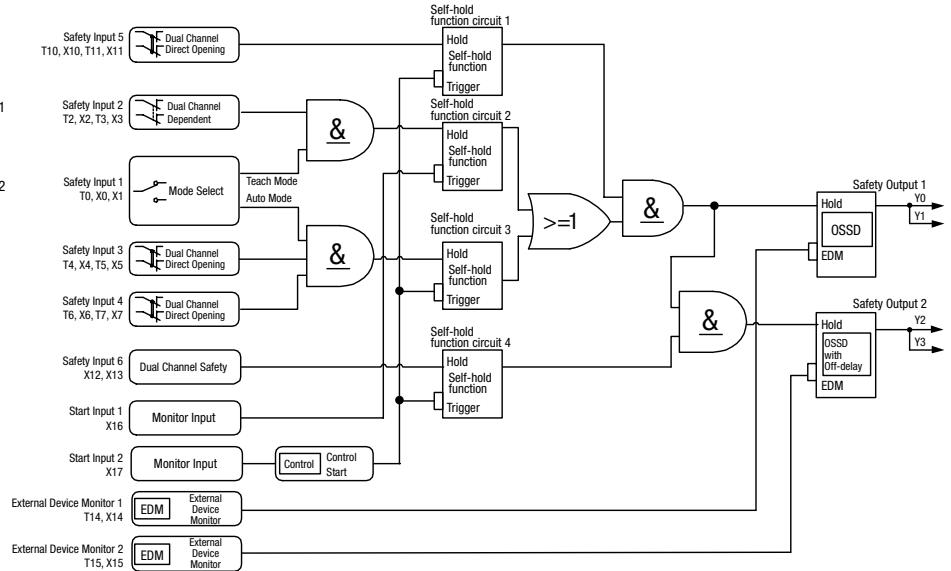 Safety Input 5
T10, X10, T11, X11
Dual Channel
Direct Opening
1
Safety Input 2
T2, X2, T3, X3
Dual Channel
Dependent
&
2
Safety Input 1
T0, X0, X1
Mode Select
Teach Mode
Auto Mode
Safety Input 3
T4, X4, T5, X5
Dual Channel
Direct Opening
&
Safety Input 4
T6, X6, T7, X7
Dual Channel
Direct Opening
Safety Input 6
X12, X13
Dual Channel Safety
Start Input 1
X16
Monitor Input
Start Input 2
X17
Monitor Input
Control
Control
Start
External Device Monitor 1
T14, X14
EDM
External
Device
Monitor
External Device Monitor 2
T15, X15
EDM
External
Device
Monitor
Self-hold
function circuit 1
Hold
Self-hold
function
Trigger
Self-hold
function circuit 2
Hold
Self-hold
function
Trigger
Self-hold
function circuit 3
Hold
Self-hold
function
Trigger
Self-hold
function circuit 4
Hold
Self-hold
function
Trigger
>=1
&
&
Safety Output 1
Hold
OSSD
EDM
Y0
Y1
Safety Output 2
Hold
OSSD
with
Off-delay
EDM
Y2
Y3